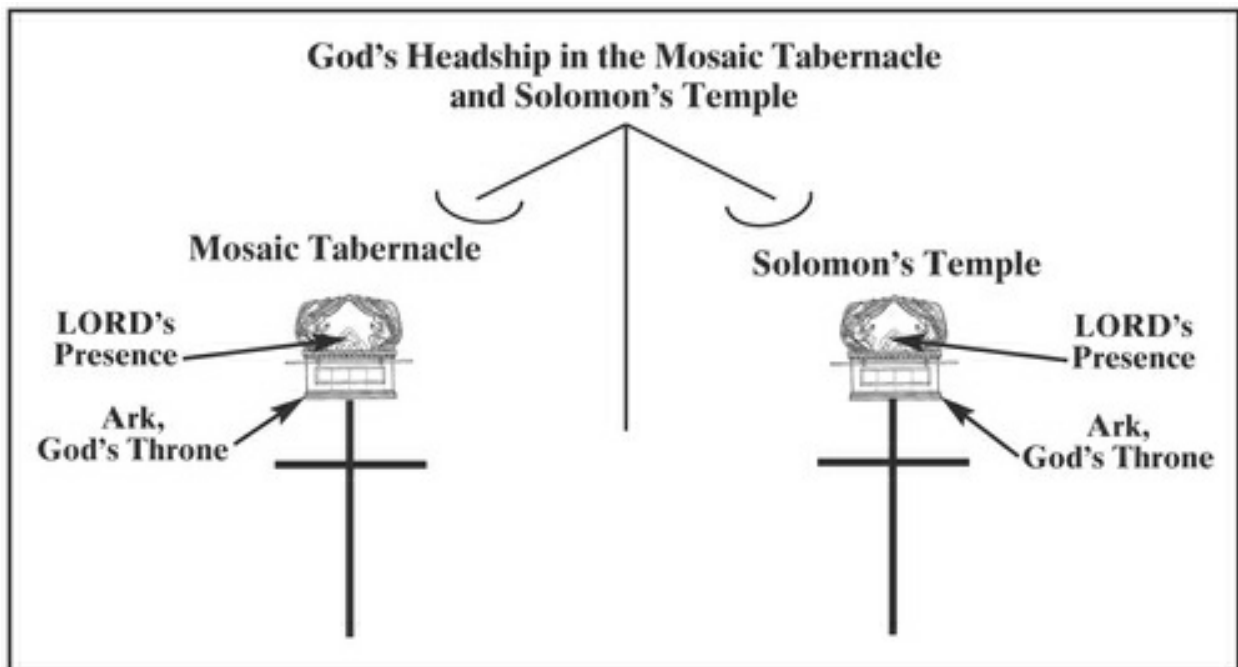 God's Headship in the Mosaic Tabernacle
and Solomon's Temple
Mosaic Tabernacle
LORD's
Presence
Ark,
God's Throne
Solomon's Temple
LORD's
Presence
Ark,
God's Throne